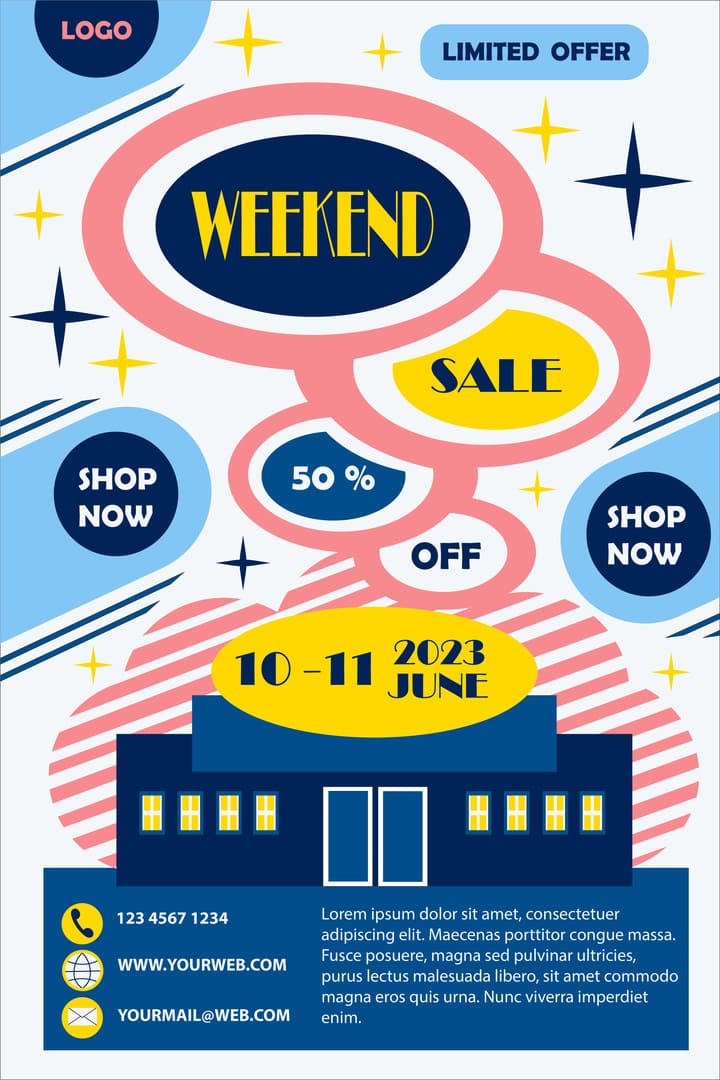 LOGO
LIMITED OFFER
WEEKEND
SALE
50 %
OFF
SHOP
NOW
SHOP
NOW
10 -11
2023
JUNE
123 4567 1234
WWW.YOURWEB.COM
YOURMAIL@WEB.COM
Lorem ipsum dolor sit amet, consectetuer
adipiscing elit. Maecenas porttitor congue massa.
Fusce posuere, magna sed pulvinar ultricies,
purus lectus malesuada libero, sit amet commodo
magna eros quis urna. Nunc viverra imperdiet
enim.